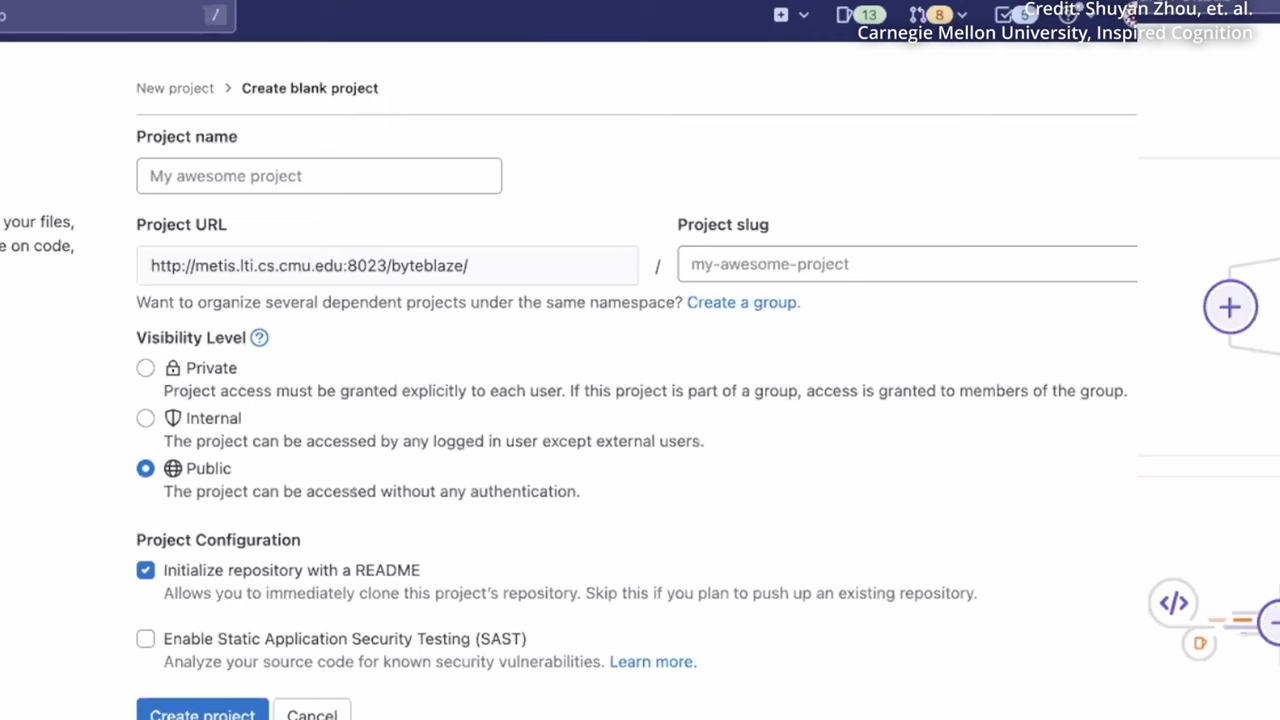 /
13
8
5
Credit: Shuyan Zhou, et. al.
Carnegie Mellon University, Inspired Cognition
New project > Create blank project
Project name
My awesome project
your files,
e on code,
Project URL
Project slug
http://metis.lti.cs.cmu.edu:8023/byteblaze/
/
my-awesome-project
Want to organize several dependent projects under the same namespace? Create a group.
Visibility Level
Private
Project access must be granted explicitly to each user. If this project is part of a group, access is granted to members of the group.
Internal
The project can be accessed by any logged in user except external users.
Public
The project can be accessed without any authentication.
Project Configuration
Initialize repository with a README
Allows you to immediately clone this project's repository. Skip this if you plan to push up an existing repository.
Enable Static Application Security Testing (SAST)
Analyze your source code for known security vulnerabilities. Learn more.
Create project
Cancel